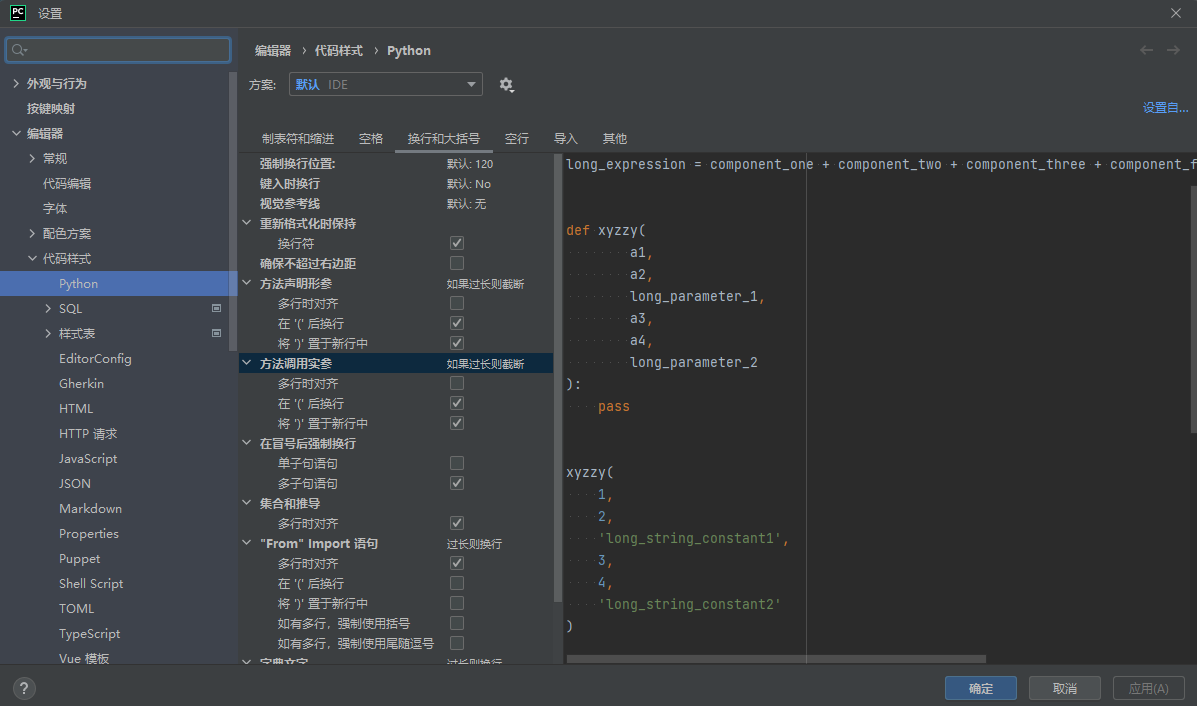 PC 设置
外观与行为
按键映射
编辑器
常规
代码编辑
字体
配色方案
代码样式
Python
SQL
样式表
EditorConfig
Gherkin
HTML
HTTP 请求
JavaScript
JSON
Markdown
Properties
Puppet
Shell Script
TOML
TypeScript
Vue 模板
编辑器 › 代码样式 › Python
方案: 默认 IDE
设置自...
制表符和缩进 空格 换行和大括号 空行 导入 其他
强制换行位置: 默认: 120
键入时换行 默认: No
视觉参考线 默认: 无
重新格式化时保持
换行符
确保不超过右边距
方法声明形参 如果过长则截断
多行时对齐
在 '(' 后换行
将 ')' 置于新行中
方法调用实参 如果过长则截断
多行时对齐
在 '(' 后换行
将 ')' 置于新行中
在冒号后强制换行
单子句语句
多子句语句
集合和推导
多行时对齐
"From" Import 语句 过长则换行
多行时对齐
在 '(' 后换行
将 ')' 置于新行中
如有多行，强制使用括号
如有多行，强制使用尾随逗号
字典文字 过长则换行
long_expression = component_one + component_two + component_three + component_f
def xyzzy(
a1,
a2,
long_parameter_1,
a3,
a4,
long_parameter_2
):
pass
xyzzy(
1,
2,
'long_string_constant1',
3,
4,
'long_string_constant2'
)
?
确定 取消 应用(A)